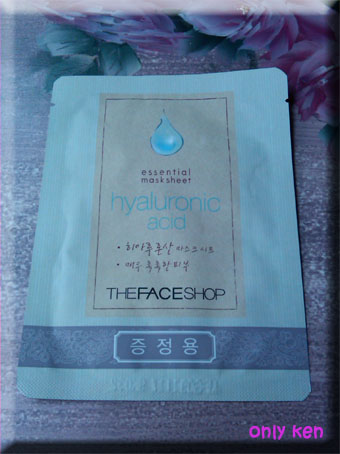 essential
masksheet
hyaluronic
acid
• 히아루론산 마스크시트
• 매우 촉촉한 피부
THEFACESHOP
증정용
only ken